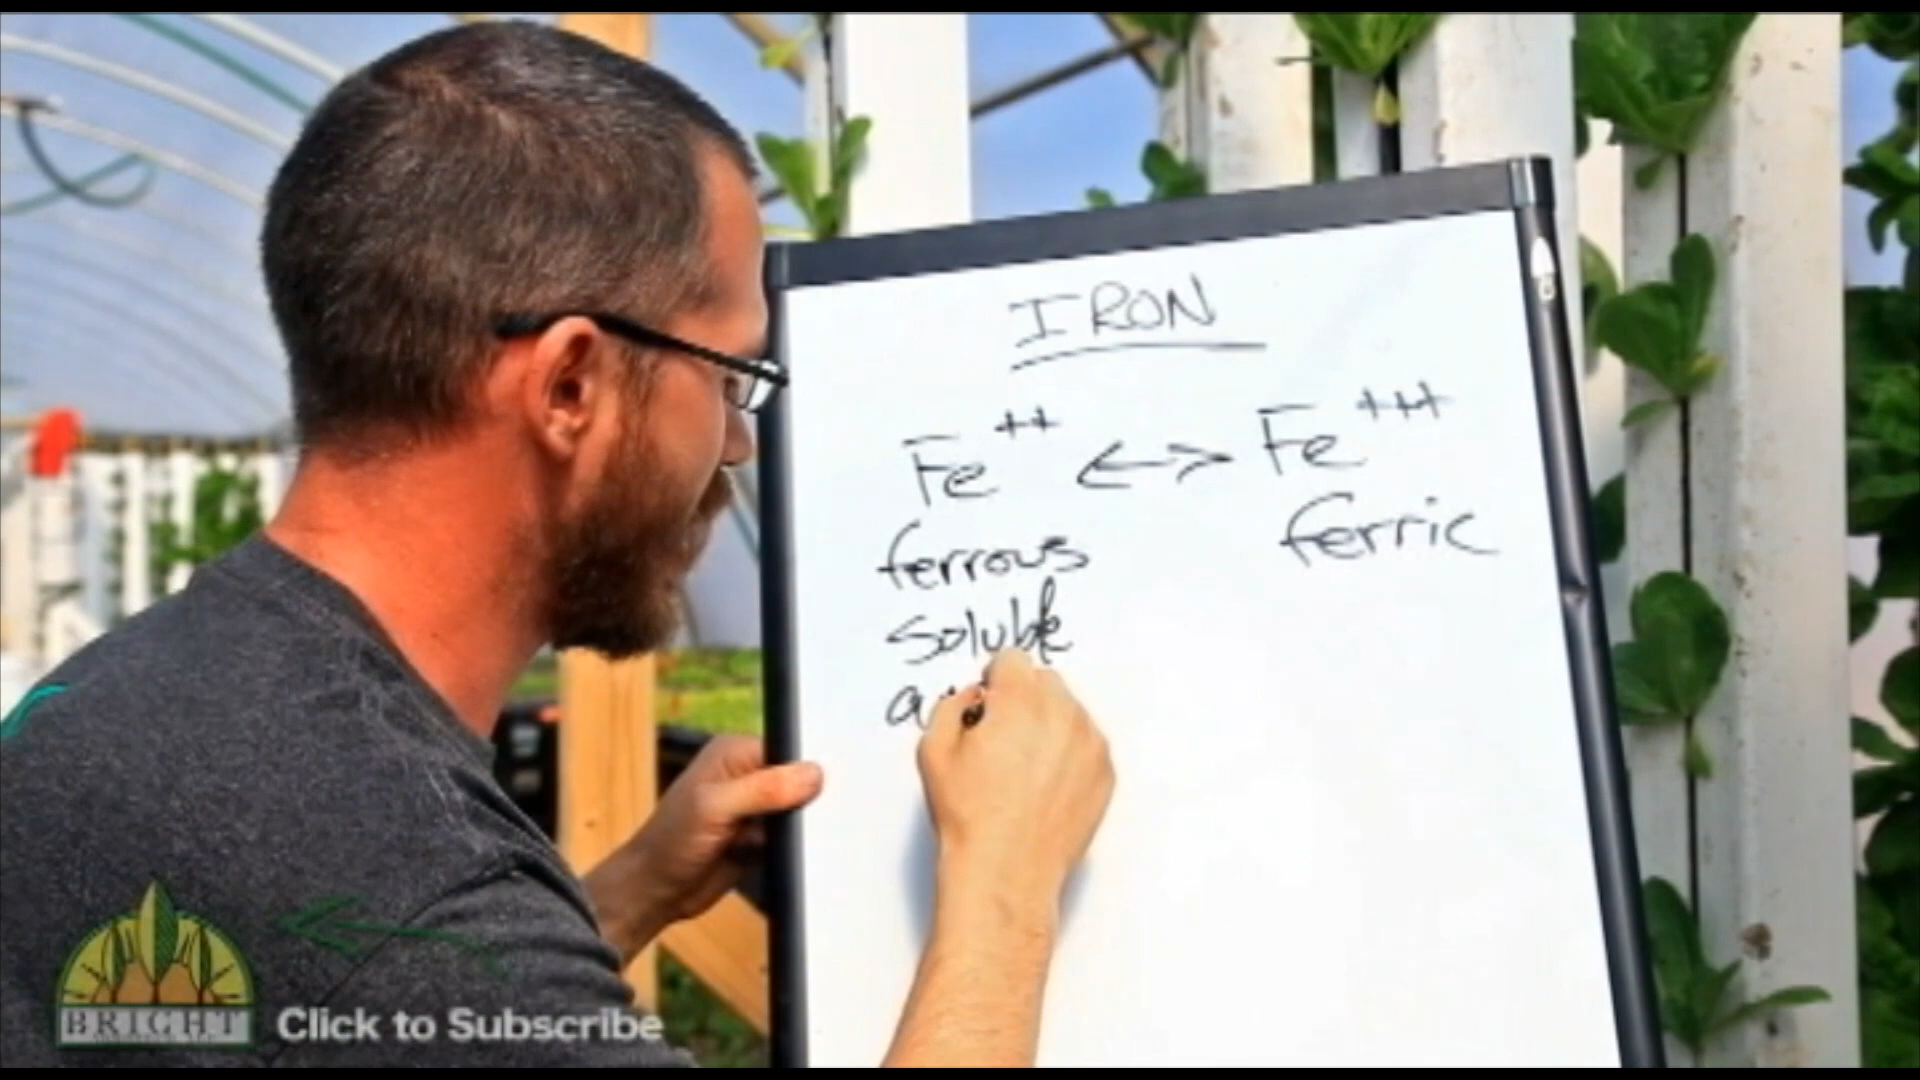 IRON
Fe ++ <-> Fe +++
ferrous ferric
soluble
BRIGHT
Click to Subscribe